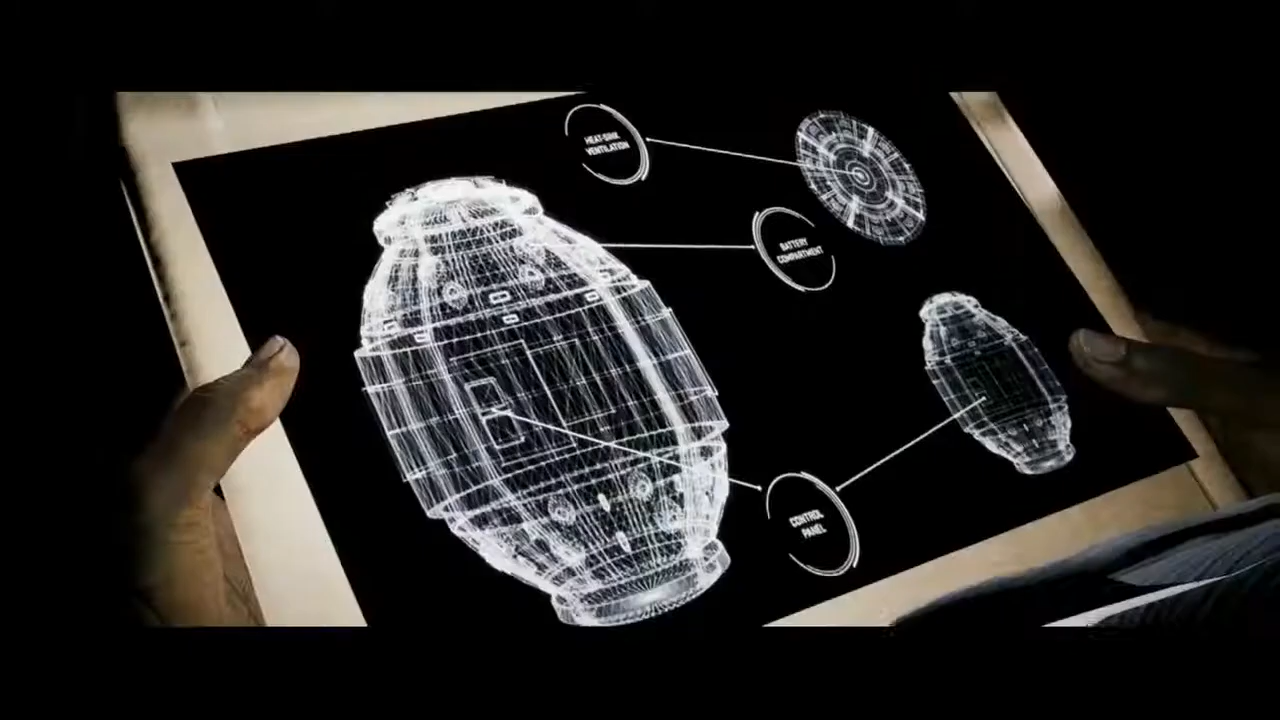 HEAT-SINK
VENTILATION
BATTERY
COMPARTMENT
CONTROL
PANEL